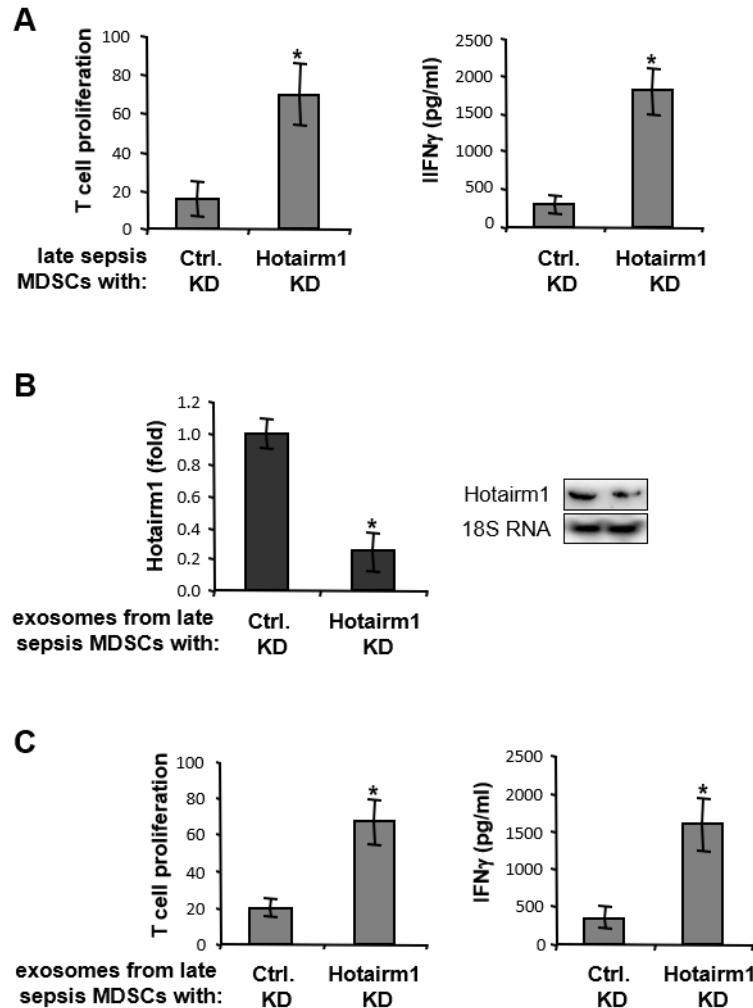 A
T cell proliferation
100
80
60
40
20
0
*
late sepsis
MDSCs with:
Ctrl.
KD
Hotairm1
KD
IIFNγ (pg/ml)
2500
2000
1500
1000
500
0
*
Ctrl.
KD
Hotairm1
KD
B
Hotairm1 (fold)
1.2
1.0
0.8
0.6
0.4
0.2
0.0
*
exosomes from late
sepsis MDSCs with:
Ctrl.
KD
Hotairm1
KD
Hotairm1
18S RNA
C
T cell proliferation
100
80
60
40
20
0
*
exosomes from late
sepsis MDSCs with:
Ctrl.
KD
Hotairm1
KD
IFNγ (pg/ml)
2500
2000
1500
1000
500
0
*
Ctrl.
KD
Hotairm1
KD